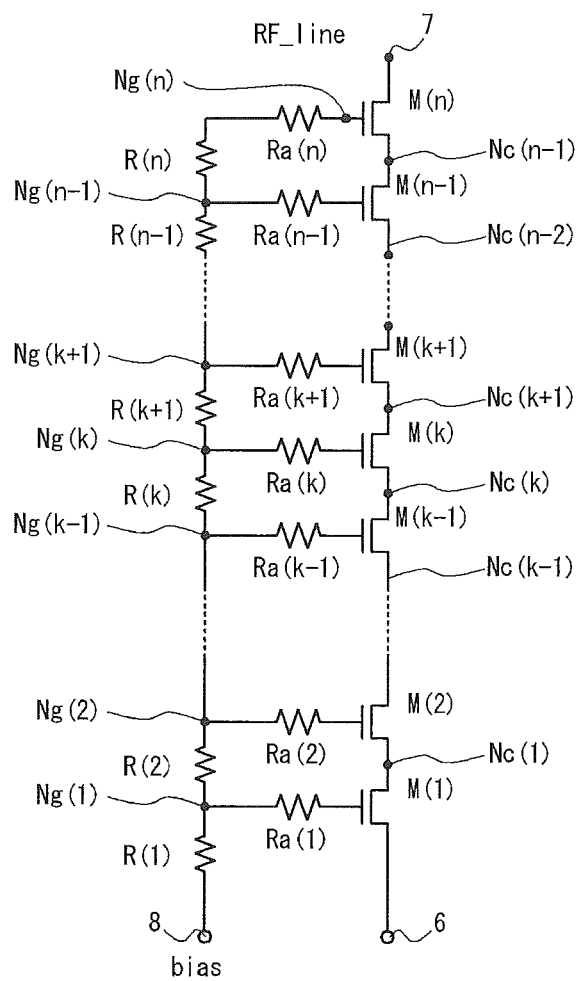 7
RF_line
Ng(n)
M(n)
Ra(n)
R(n)
Nc(n-1)
Ng(n-1)
M(n-1)
R(n-1)
Ra(n-1)
Nc(n-2)
Ng(k+1)
M(k+1)
Ra(k+1)
R(k+1)
Nc(k+1)
Ng(k)
M(k)
Ra(k)
R(k)
Nc(k)
Ng(k-1)
M(k-1)
Ra(k-1)
Nc(k-1)
Ng(2)
M(2)
Ra(2)
R(2)
Nc(1)
Ng(1)
M(1)
Ra(1)
R(1)
8
6
bias